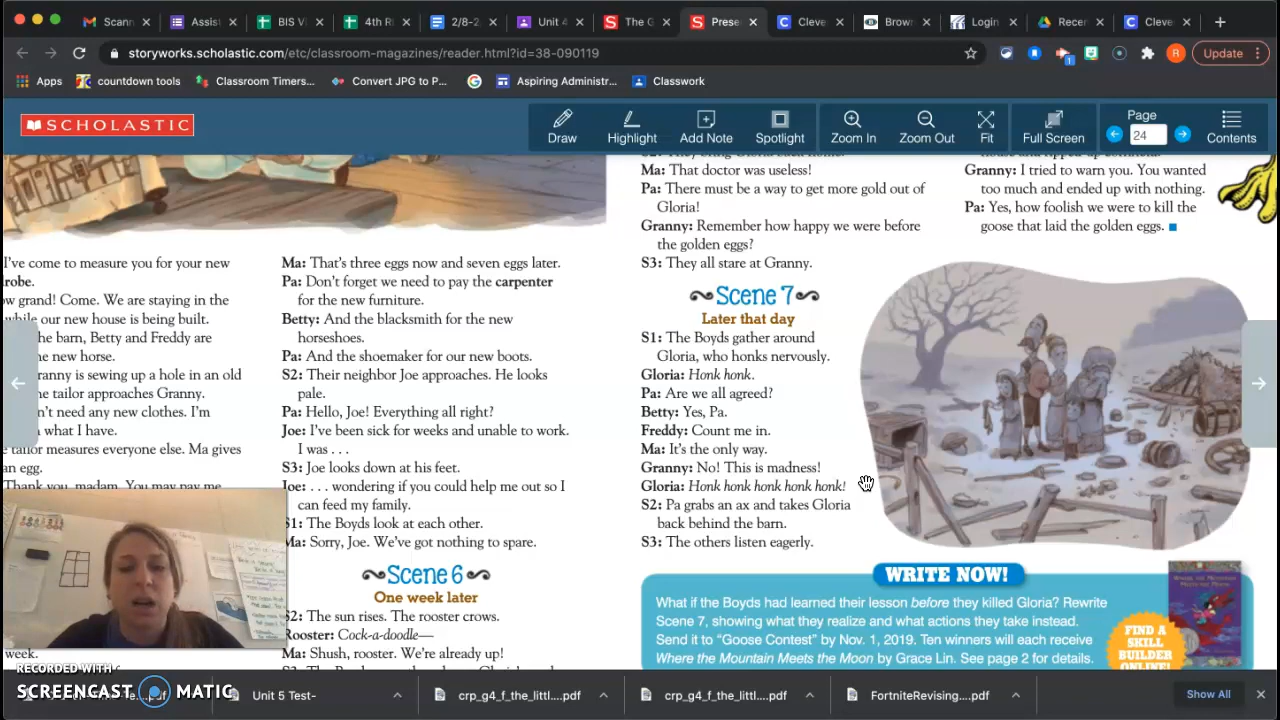 Scann
Assist
BIS Vi
4th R
2/8-2
Unit 4
The G
Prese
Cleve
Brow
Login
Recen
Cleve
storyworks.scholastic.com/etc/classroom-magazines/reader.html?id=38-090119
Update
Apps
countdown tools
Classroom Timers...
Convert JPG to P...
Aspiring Administr...
Classwork
SCHOLASTIC
Draw
Highlight
Add Note
Spotlight
Zoom In
Zoom Out
Fit
Full Screen
Page
24
Contents
I've come to measure you for your new
robe.
ow grand! Come. We are staying in the
while our new house is being built.
the barn, Betty and Freddy are
he new horse.
Granny is sewing up a hole in an old
he tailor approaches Granny.
n't need any new clothes. I'm
what I have.
e tailor measures everyone else. Ma gives
an egg.
Thank you, madam. You may pay me
week.
Ma: That's three eggs now and seven eggs later.
Pa: Don't forget we need to pay the carpenter
for the new furniture.
Betty: And the blacksmith for the new
horseshoes.
Pa: And the shoemaker for our new boots.
S2: Their neighbor Joe approaches. He looks
pale.
Pa: Hello, Joe! Everything all right?
Joe: I've been sick for weeks and unable to work.
I was . . .
S3: Joe looks down at his feet.
Joe: . . . wondering if you could help me out so I
can feed my family.
S1: The Boyds look at each other.
Ma: Sorry, Joe. We've got nothing to spare.
Scene 6
One week later
S2: The sun rises. The rooster crows.
Rooster: Cock-a-doodle—
Ma: Shush, rooster. We're already up!
Ma: That doctor was useless!
Pa: There must be a way to get more gold out of
Gloria!
Granny: Remember how happy we were before
the golden eggs?
S3: They all stare at Granny.
Scene 7
Later that day
S1: The Boyds gather around
Gloria, who honks nervously.
Gloria: Honk honk.
Pa: Are we all agreed?
Betty: Yes, Pa.
Freddy: Count me in.
Ma: It's the only way.
Granny: No! This is madness!
Gloria: Honk honk honk honk honk!
S2: Pa grabs an ax and takes Gloria
back behind the barn.
S3: The others listen eagerly.
Granny: I tried to warn you. You wanted
too much and ended up with nothing.
Pa: Yes, how foolish we were to kill the
goose that laid the golden eggs.
WRITE NOW!
What if the Boyds had learned their lesson before they killed Gloria? Rewrite
Scene 7, showing what they realize and what actions they take instead.
Send it to "Goose Contest" by Nov. 1, 2019. Ten winners will each receive
Where the Mountain Meets the Moon by Grace Lin. See page 2 for details.
FIND A
SKILL
BUILDER
ONLINE!
RECORDED WITH
SCREENCAST MATIC
Unit 5 Test-
crp_g4_f_the_littl....pdf
crp_g4_f_the_littl....pdf
FortniteRevising....pdf
Show All